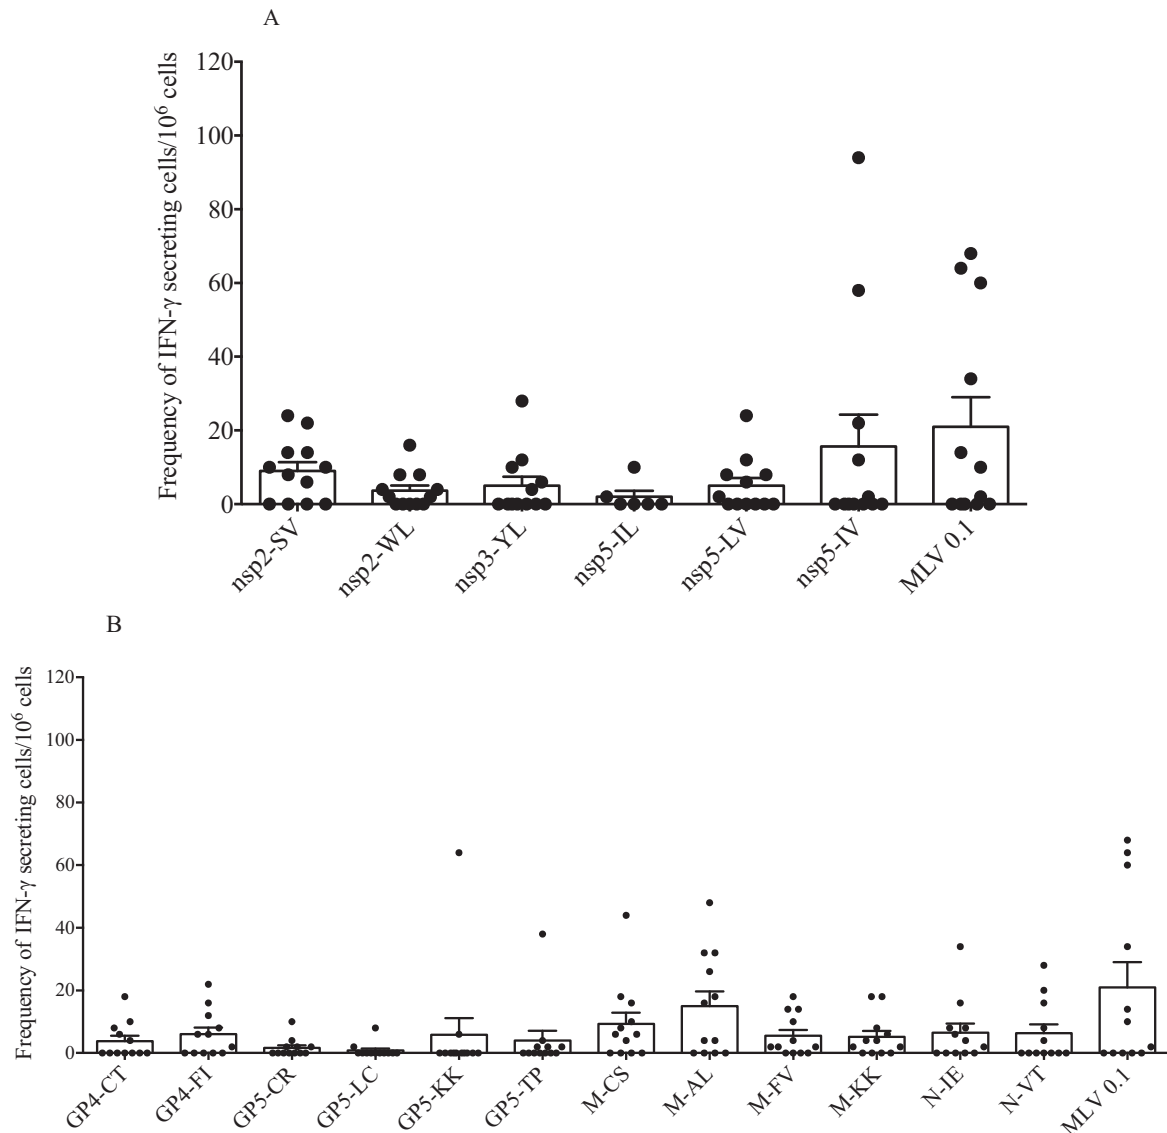 A
Frequency of IFN-γ secreting cells/10⁶ cells
120
100
80
60
40
20
0
nsp2-SV
nsp2-WL
nsp3-YL
nsp5-IL
nsp5-LV
nsp5-IV
MLV 0.1
B
Frequency of IFN-γ secreting cells/10⁶ cells
120
100
80
60
40
20
0
GP4-CT
GP4-FI
GP5-CR
GP5-LC
GP5-KK
GP5-TP
M-CS
M-AL
M-FV
M-KK
N-IE
N-VT
MLV 0.1